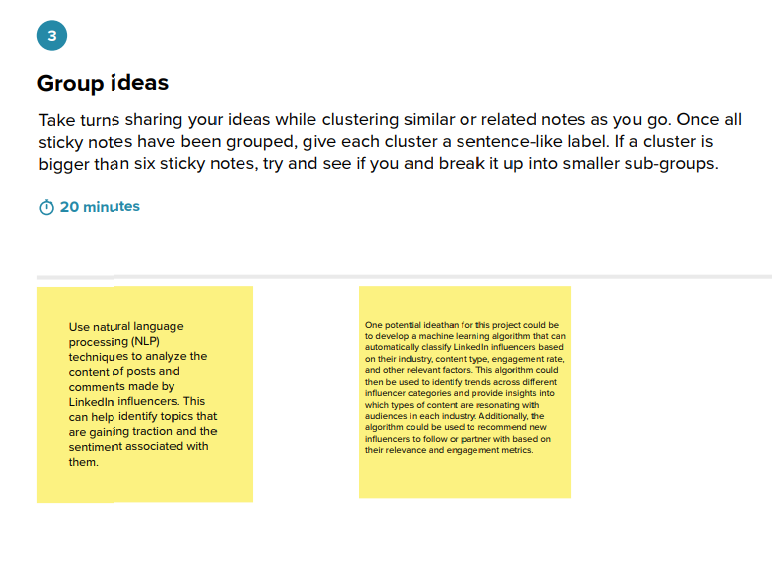 3
Group ideas
Take turns sharing your ideas while clustering similar or related notes as you go. Once all
sticky notes have been grouped, give each cluster a sentence-like label. If a cluster is
bigger than six sticky notes, try and see if you and break it up into smaller sub-groups.
20 minutes
Use natural language
processing (NLP)
techniques to analyze the
content of posts and
comments made by
LinkedIn influencers. This
can help identify topics that
are gaining traction and the
sentiment associated with
them.
One potential ideathan for this project could be
to develop a machine learning algorithm that can
automatically classify LinkedIn influencers based
on their industry, content type, engagement rate,
and other relevant factors. This algorithm could
then be used to identify trends across different
influencer categories and provide insights into
which types of content are resonating with
audiences in each industry. Additionally, the
algorithm could be used to recommend new
influencers to follow or partner with based on
their relevance and engagement metrics.